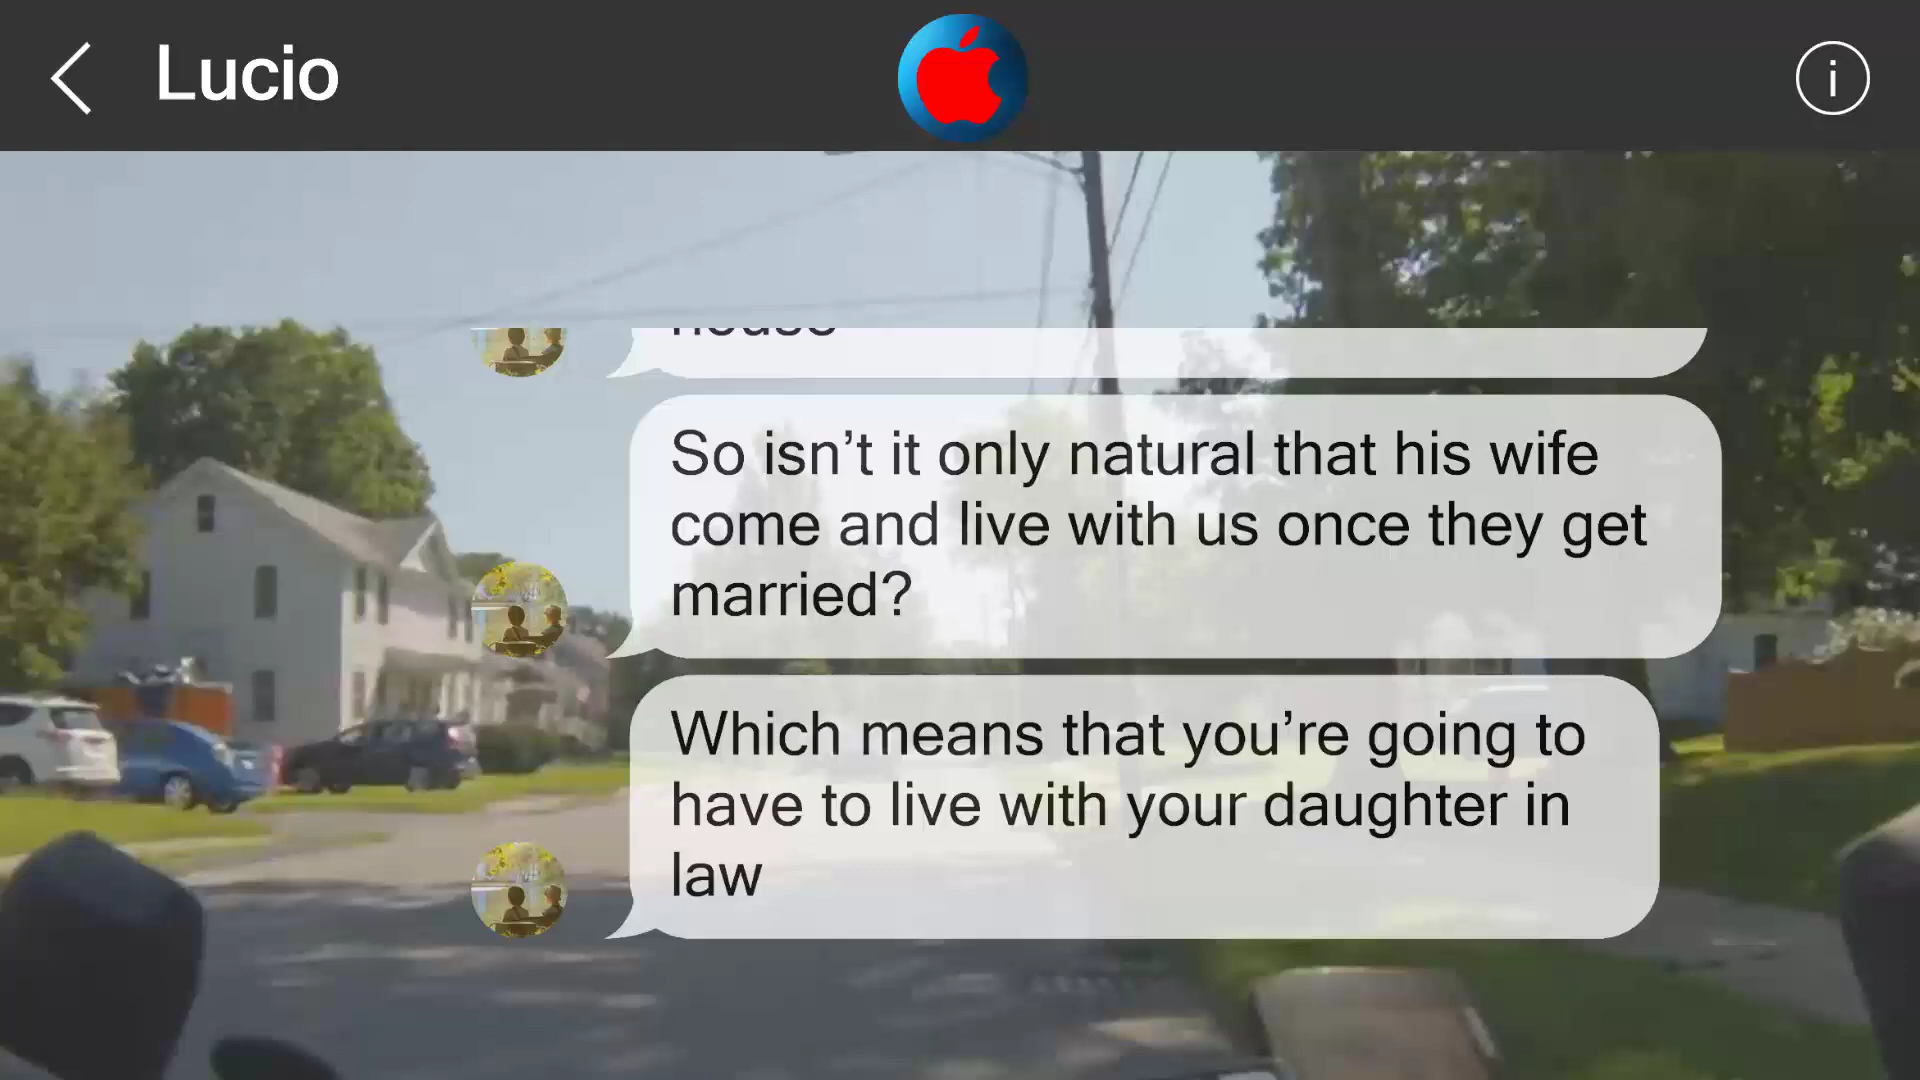 Lucio
house
So isn’t it only natural that his wife
come and live with us once they get
married?
Which means that you’re going to
have to live with your daughter in
law